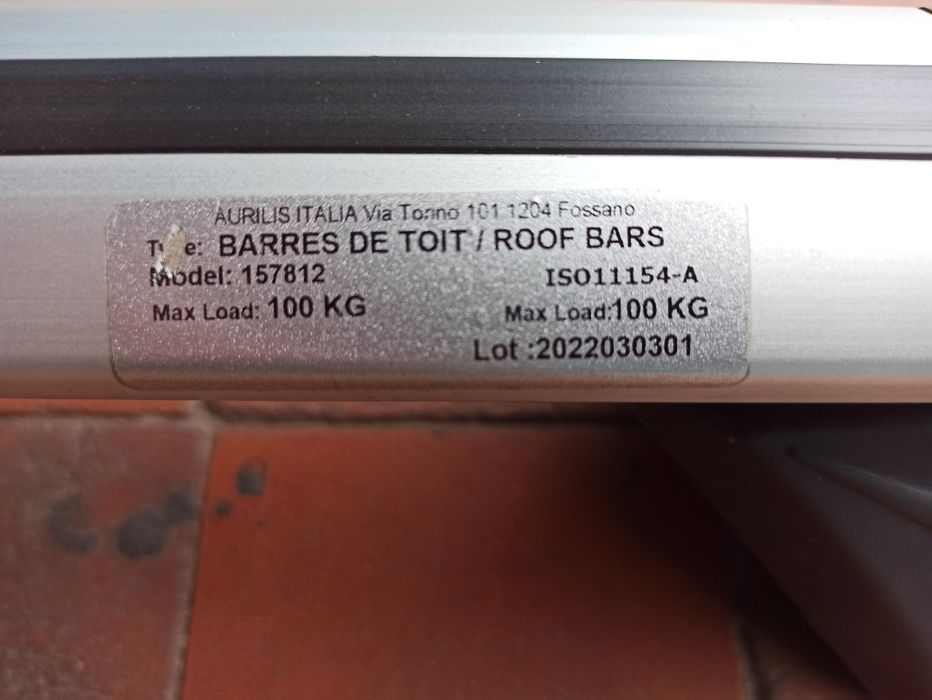 AURILIS ITALIA Via Torino 101 1204 Fossano
Type: BARRES DE TOIT / ROOF BARS
Model: 157812 ISO11154-A
Max Load: 100 KG Max Load:100 KG
Lot :2022030301